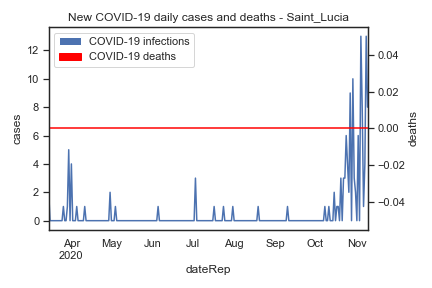 New COVID-19 daily cases and deaths - Saint_Lucia
COVID-19 infections
COVID-19 deaths
12
10
8
6
4
2
0
cases
0.04
0.02
0.00
−0.02
−0.04
deaths
Apr May Jun Jul Aug Sep Oct Nov
2020
dateRep